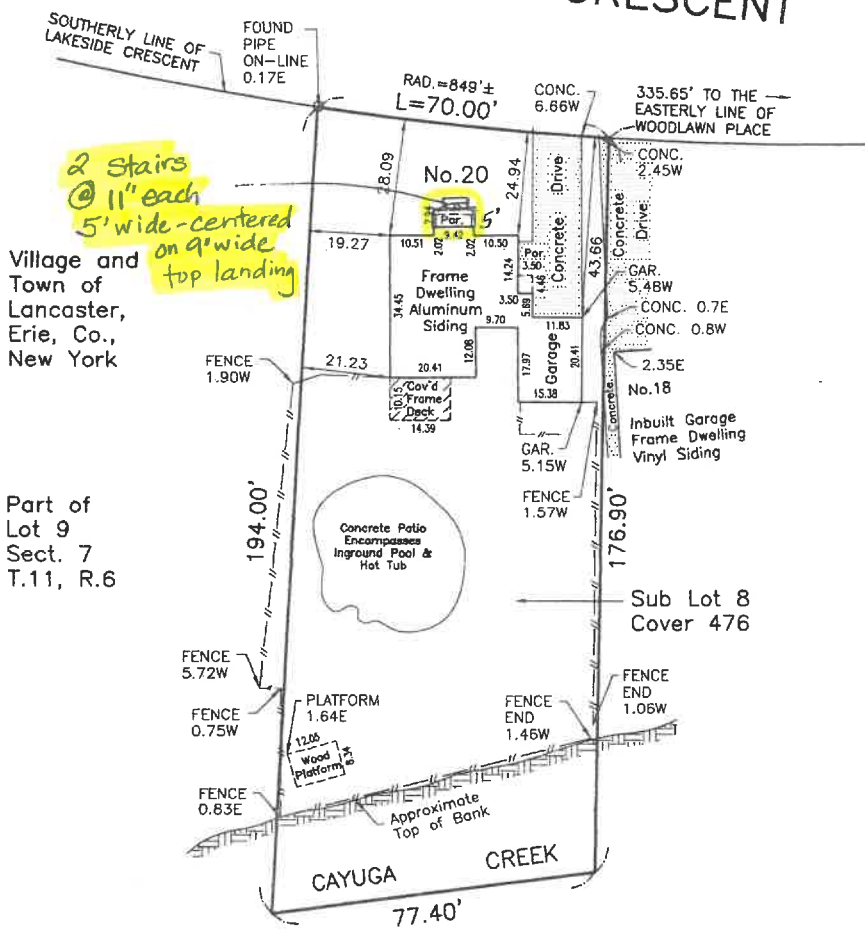 CRESCENT
SOUTHERLY LINE OF
LAKESIDE CRESCENT
FOUND
PIPE
ON-LINE
0.17E
RAD.=849'±
L=70.00'
CONC.
6.66W
335.65' TO THE
EASTERLY LINE OF
WOODLAWN PLACE
CONC.
2.45W
2 Stairs
@ 11" each
5' wide-centered
on 9' wide
top landing
28.09
No.20
24.94
Concrete Drive
Concrete Drive
43.66
Por.
5'
9.42
19.27
10.51
2.02
2.02
10.50
Por.
3.50
4.46
14.24
Village and
Town of
Lancaster,
Erie, Co.,
New York
34.45
Frame
Dwelling
Aluminum
Siding
3.50
5.89
9.70
11.83
GAR.
5.48W
CONC. 0.7E
CONC. 0.8W
FENCE
1.90W
21.23
20.41
12.08
17.97
Garage
20.41
15.38
2.35E
No.18
Concrete
Inbuilt Garage
Frame Dwelling
Vinyl Siding
10.15
Cov'd
Frame
Deck
14.39
GAR.
5.15W
FENCE
1.57W
Part of
Lot 9
Sect. 7
T.11, R.6
194.00'
Concrete Patio
Encompasses
Inground Pool &
Hot Tub
176.90'
Sub Lot 8
Cover 476
FENCE
5.72W
FENCE
0.75W
PLATFORM
1.64E
FENCE
END
1.46W
FENCE
END
1.06W
12.05
Wood
Platform
8.34
FENCE
0.83E
Approximate
Top of Bank
CAYUGA CREEK
77.40'